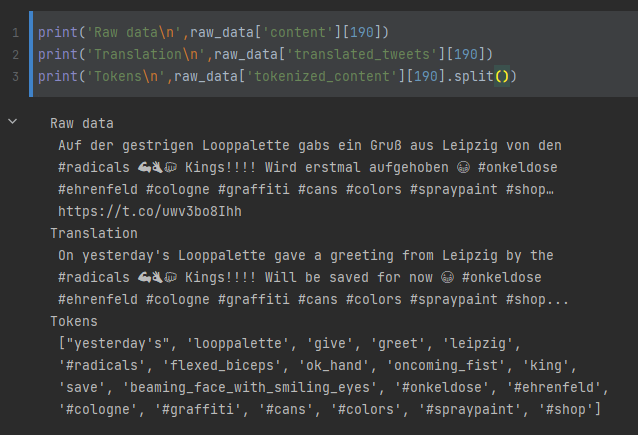 1 print('Raw data\n',raw_data['content'][190])
2 print('Translation\n',raw_data['translated_tweets'][190])
3 print('Tokens\n',raw_data['tokenized_content'][190].split())
Raw data
Auf der gestrigen Looppalette gabs ein Gruß aus Leipzig von den
#radicals 💪👌👊 Kings!!!! Wird erstmal aufgehoben 😁 #onkeldose
#ehrenfeld #cologne #graffiti #cans #colors #spraypaint #shop…
https://t.co/uwv3bo8Ihh
Translation
On yesterday's Looppalette gave a greeting from Leipzig by the
#radicals 💪👌👊 Kings!!!! Will be saved for now 😁 #onkeldose
#ehrenfeld #cologne #graffiti #cans #colors #spraypaint #shop...
Tokens
["yesterday's", 'looppalette', 'give', 'greet', 'leipzig',
'#radicals', 'flexed_biceps', 'ok_hand', 'oncoming_fist', 'king',
'save', 'beaming_face_with_smiling_eyes', '#onkeldose', '#ehrenfeld',
'#cologne', '#graffiti', '#cans', '#colors', '#spraypaint', '#shop']